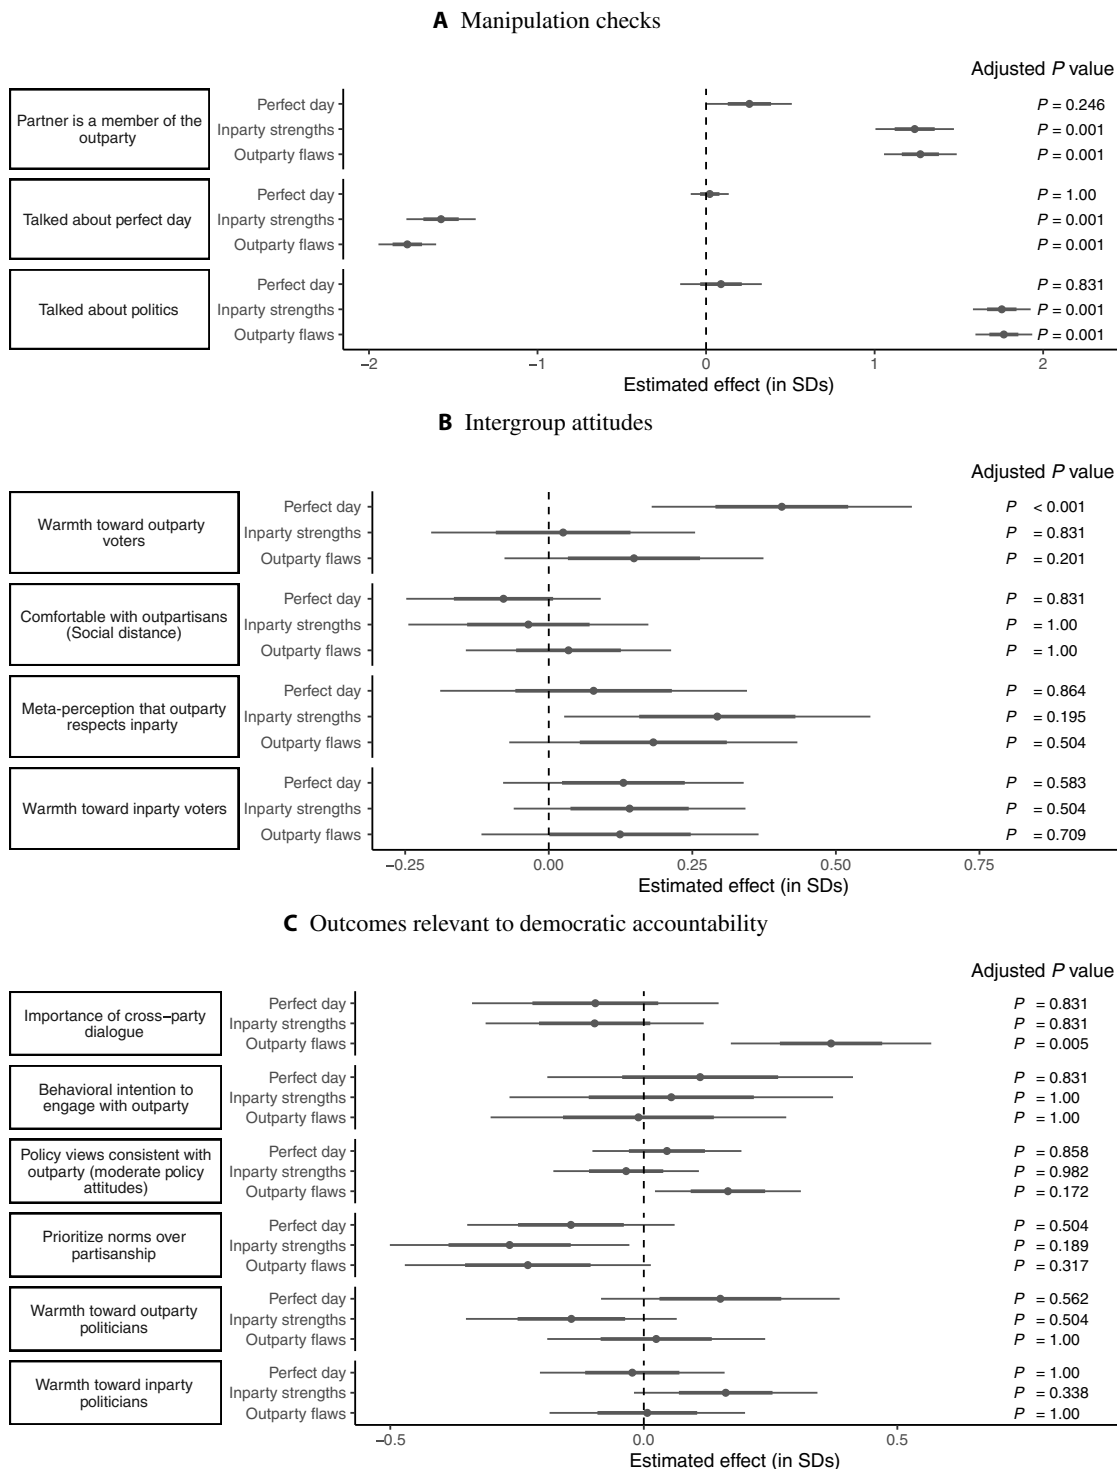 A Manipulation checks
Adjusted P value
Partner is a member of the
outparty
Perfect day
P = 0.246
Inparty strengths
P = 0.001
Outparty flaws
P = 0.001
Talked about perfect day
Perfect day
P = 1.00
Inparty strengths
P = 0.001
Outparty flaws
P = 0.001
Talked about politics
Perfect day
P = 0.831
Inparty strengths
P = 0.001
Outparty flaws
P = 0.001
−2 −1 0 1 2
Estimated effect (in SDs)
B Intergroup attitudes
Adjusted P value
Warmth toward outparty
voters
Perfect day
P < 0.001
Inparty strengths
P = 0.831
Outparty flaws
P = 0.201
Comfortable with outpartisans
(Social distance)
Perfect day
P = 0.831
Inparty strengths
P = 1.00
Outparty flaws
P = 1.00
Meta-perception that outparty
respects inparty
Perfect day
P = 0.864
Inparty strengths
P = 0.195
Outparty flaws
P = 0.504
Warmth toward inparty voters
Perfect day
P = 0.583
Inparty strengths
P = 0.504
Outparty flaws
P = 0.709
−0.25 0.00 0.25 0.50 0.75
Estimated effect (in SDs)
C Outcomes relevant to democratic accountability
Adjusted P value
Importance of cross−party
dialogue
Perfect day
P = 0.831
Inparty strengths
P = 0.831
Outparty flaws
P = 0.005
Behavioral intention to
engage with outparty
Perfect day
P = 0.831
Inparty strengths
P = 1.00
Outparty flaws
P = 1.00
Policy views consistent with
outparty (moderate policy
attitudes)
Perfect day
P = 0.858
Inparty strengths
P = 0.982
Outparty flaws
P = 0.172
Prioritize norms over
partisanship
Perfect day
P = 0.504
Inparty strengths
P = 0.189
Outparty flaws
P = 0.317
Warmth toward outparty
politicians
Perfect day
P = 0.562
Inparty strengths
P = 0.504
Outparty flaws
P = 1.00
Warmth toward inparty
politicians
Perfect day
P = 1.00
Inparty strengths
P = 0.338
Outparty flaws
P = 1.00
−0.5 0.0 0.5
Estimated effect (in SDs)